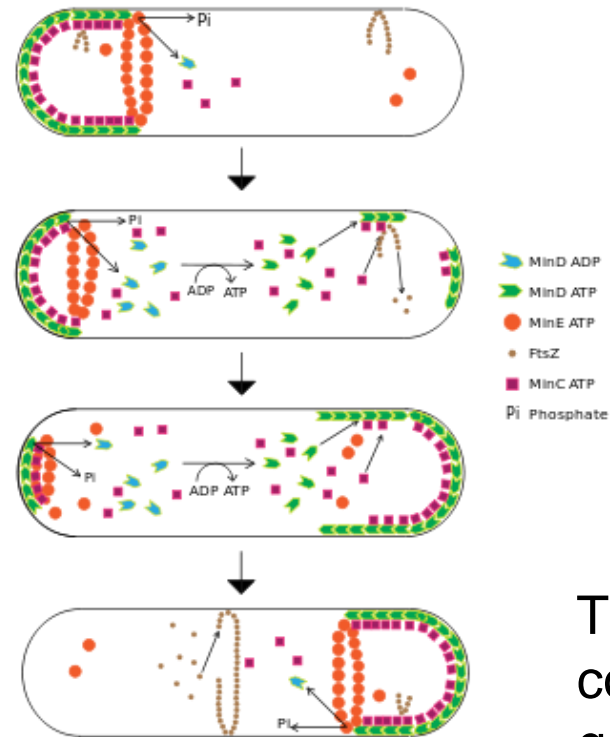 Pi
Pi
ADP ATP
MinD ADP
MinD ATP
MinE ATP
FtsZ
MinC ATP
Pi Phosphate
Pi
ADP ATP
Pi